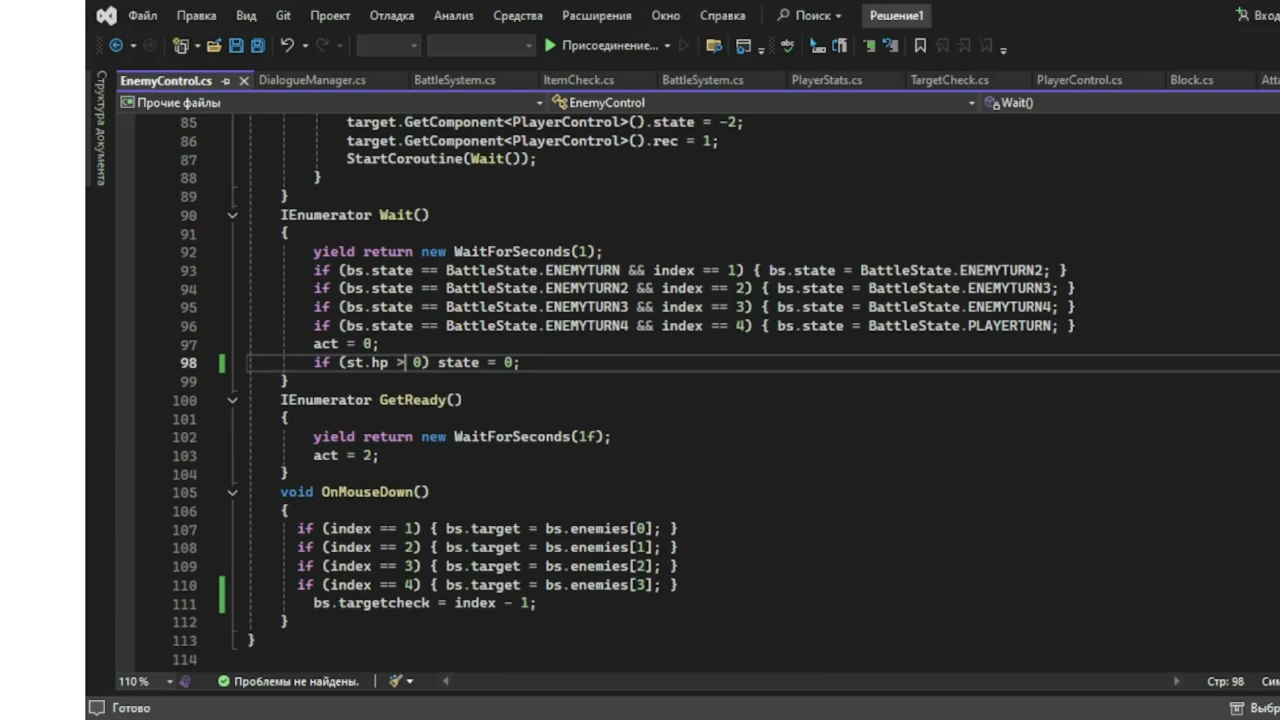 Файл Правка Вид Git Проект Отладка Анализ Средства Расширения Окно Справка Поиск Решение1 Вход
Присоединение...
EnemyControl.cs DialogueManager.cs BattleSystem.cs ItemCheck.cs BattleSystem.cs PlayerStats.cs TargetCheck.cs PlayerControl.cs Block.cs Atta
Структура документа
Прочие файлы EnemyControl Wait()
85 target.GetComponent<PlayerControl>().state = -2;
86 target.GetComponent<PlayerControl>().rec = 1;
87 StartCoroutine(Wait());
88 }
89 }
90 IEnumerator Wait()
91 {
92 yield return new WaitForSeconds(1);
93 if (bs.state == BattleState.ENEMYTURN && index == 1) { bs.state = BattleState.ENEMYTURN2; }
94 if (bs.state == BattleState.ENEMYTURN2 && index == 2) { bs.state = BattleState.ENEMYTURN3; }
95 if (bs.state == BattleState.ENEMYTURN3 && index == 3) { bs.state = BattleState.ENEMYTURN4; }
96 if (bs.state == BattleState.ENEMYTURN4 && index == 4) { bs.state = BattleState.PLAYERTURN; }
97 act = 0;
98 if (st.hp > 0) state = 0;
99 }
100 IEnumerator GetReady()
101 {
102 yield return new WaitForSeconds(1f);
103 act = 2;
104 }
105 void OnMouseDown()
106 {
107 if (index == 1) { bs.target = bs.enemies[0]; }
108 if (index == 2) { bs.target = bs.enemies[1]; }
109 if (index == 3) { bs.target = bs.enemies[2]; }
110 if (index == 4) { bs.target = bs.enemies[3]; }
111 bs.targetcheck = index - 1;
112 }
113 }
114
110 % Проблемы не найдены. Стр: 98 Сим
Готово Выбр